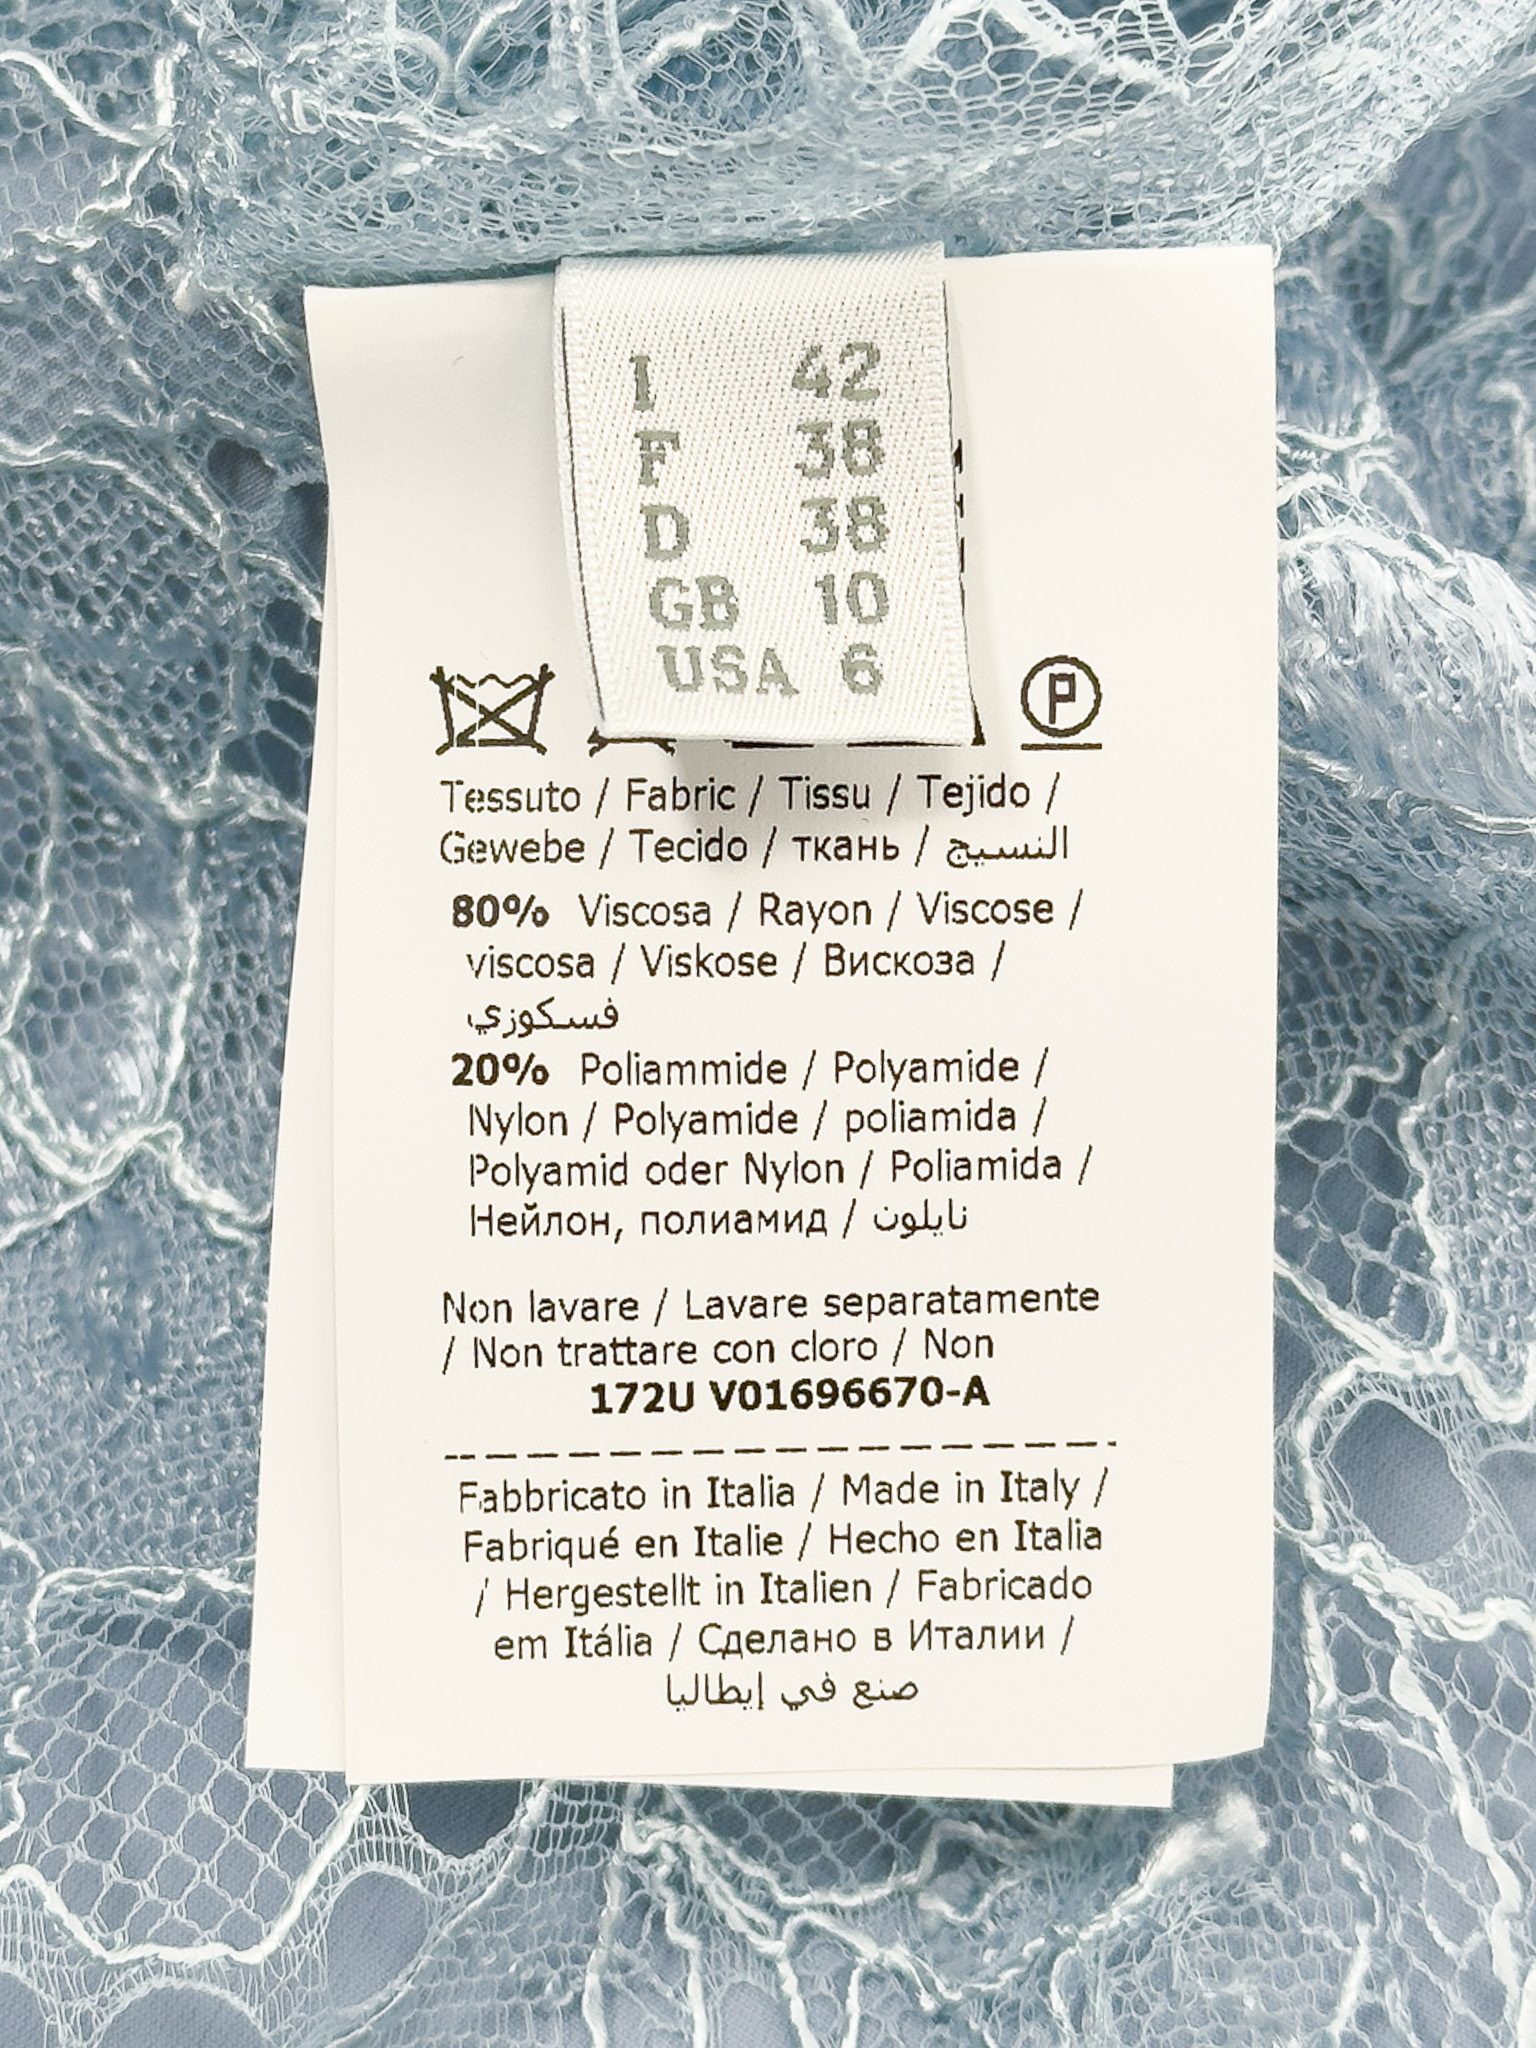 I 42
F 38
D 38
GB 10
USA 6
P
Tessuto / Fabric / Tissu / Tejido /
Gewebe / Tecido / ткань / النسيج
80% Viscosa / Rayon / Viscose /
viscosa / Viskose / Вискоза /
فسكوزي
20% Poliammide / Polyamide /
Nylon / Polyamide / poliamida /
Polyamid oder Nylon / Poliamida /
Нейлон, полиамид / نايلون
Non lavare / Lavare separatamente
/ Non trattare con cloro / Non
172U V01696670-A
Fabbricato in Italia / Made in Italy /
Fabriqué en Italie / Hecho en Italia
/ Hergestellt in Italien / Fabricado
em Itália / Сделано в Италии /
صنع في إيطاليا